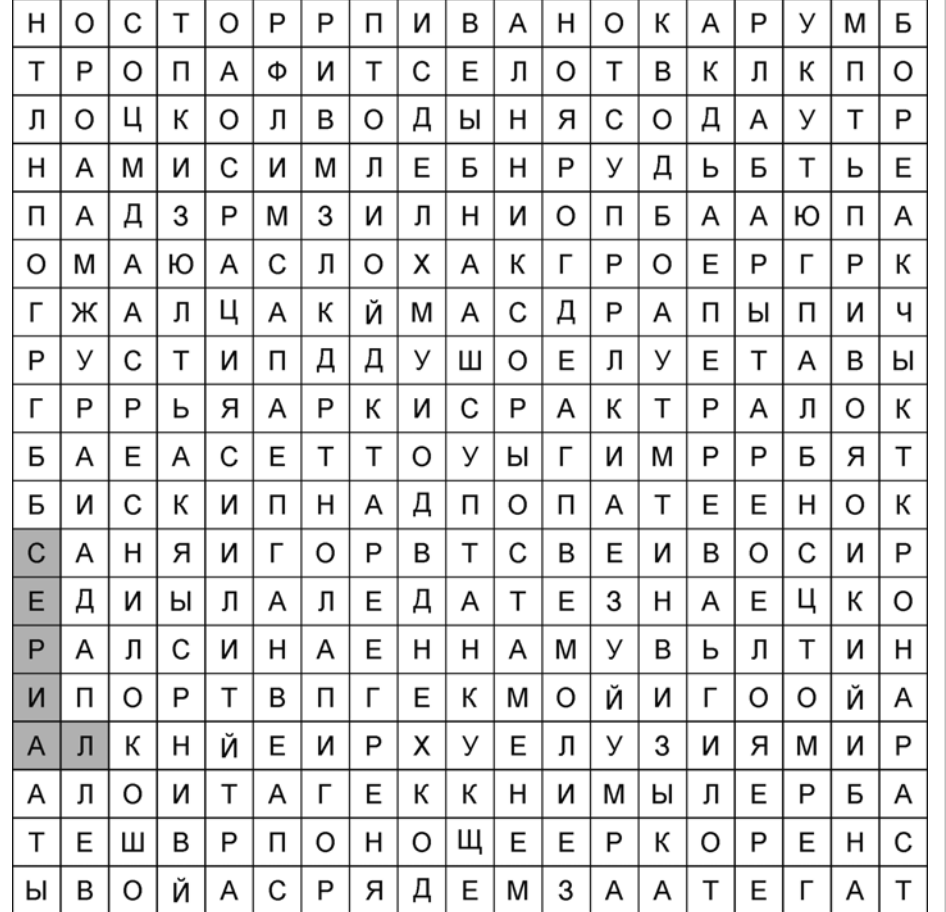 Н О С Т О Р Р П И В А Н О К А Р У М Б
Т Р О П А Ф И Т С Е Л О Т В К Л К П О
Л О Ц К О Л В О Д Ы Н Я С О Д А У Т Р
Н А М И С И М Л Е Б Н Р У Д Ь Б Т Ь Е
П А Д З Р М З И Л Н И О П Б А А Ю П А
О М А Ю А С Л О Х А К Г Р О Е Р Г Р К
Г Ж А Л Ц А К Й М А С Д Р А П Ы П И Ч
Р У С Т И П Д Д У Ш О Е Л У Е Т А В Ы
Г Р Р Ь Я А Р К И С Р А К Т Р А Л О К
Б А Е А С Е Т Т О У Ы Г И М Р Р Б Я Т
Б И С К И П Н А Д П О П А Т Е Е Н О К
С А Н Я И Г О Р В Т С В Е И В О С И Р
Е Д И Ы Л А Л Е Д А Т Е З Н А Е Ц К О
Р А Л С И Н А Е Н Н А М У В Ь Л Т И Н
И П О Р Т В П Г Е К М О Й И Г О О Й А
А Л К Н Й Е И Р Х У Е Л У З И Я М И Р
А Л О И Т А Г Е К К Н И М Ы Л Е Р Б А
Т Е Ш В Р П О Н О Щ Е Е Р К О Р Е Н С
Ы В О Й А С Р Я Д Е М З А А Т Е Г А Т